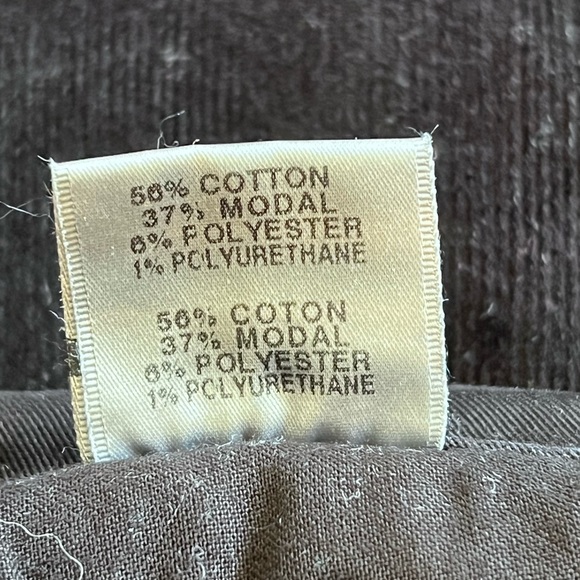 56% COTTON
37% MODAL
6% POLYESTER
1% POLYURETHANE
56% COTON
37% MODAL
6% POLYESTER
1% POLYURETHANE